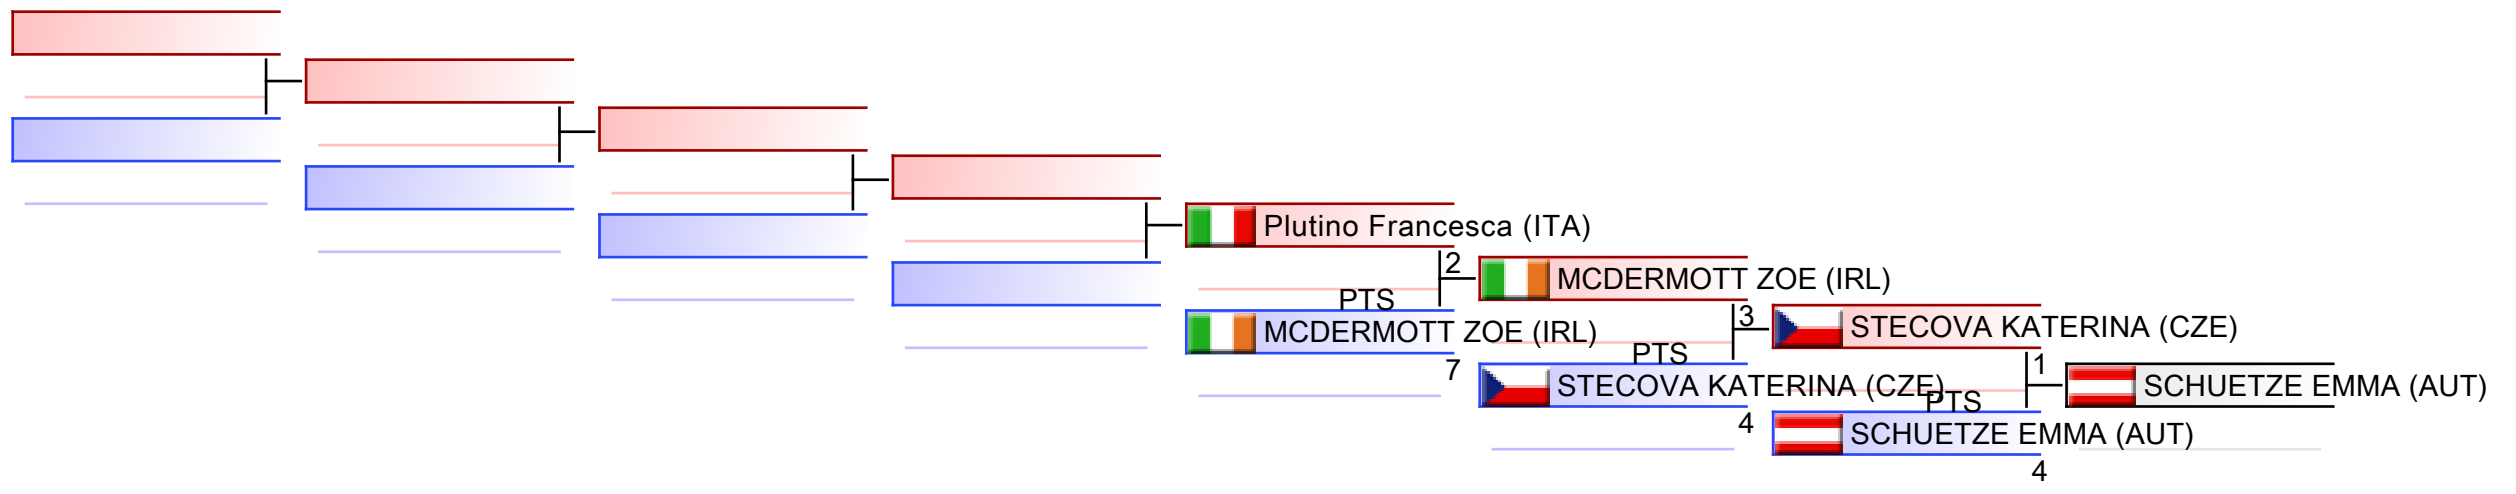 Plutino Francesca (ITA)
2
PTS
MCDERMOTT ZOE (IRL)
7
MCDERMOTT ZOE (IRL)
3
PTS
STECOVA KATERINA (CZE)
4
STECOVA KATERINA (CZE)
1
PTS
SCHUETZE EMMA (AUT)
4
SCHUETZE EMMA (AUT)